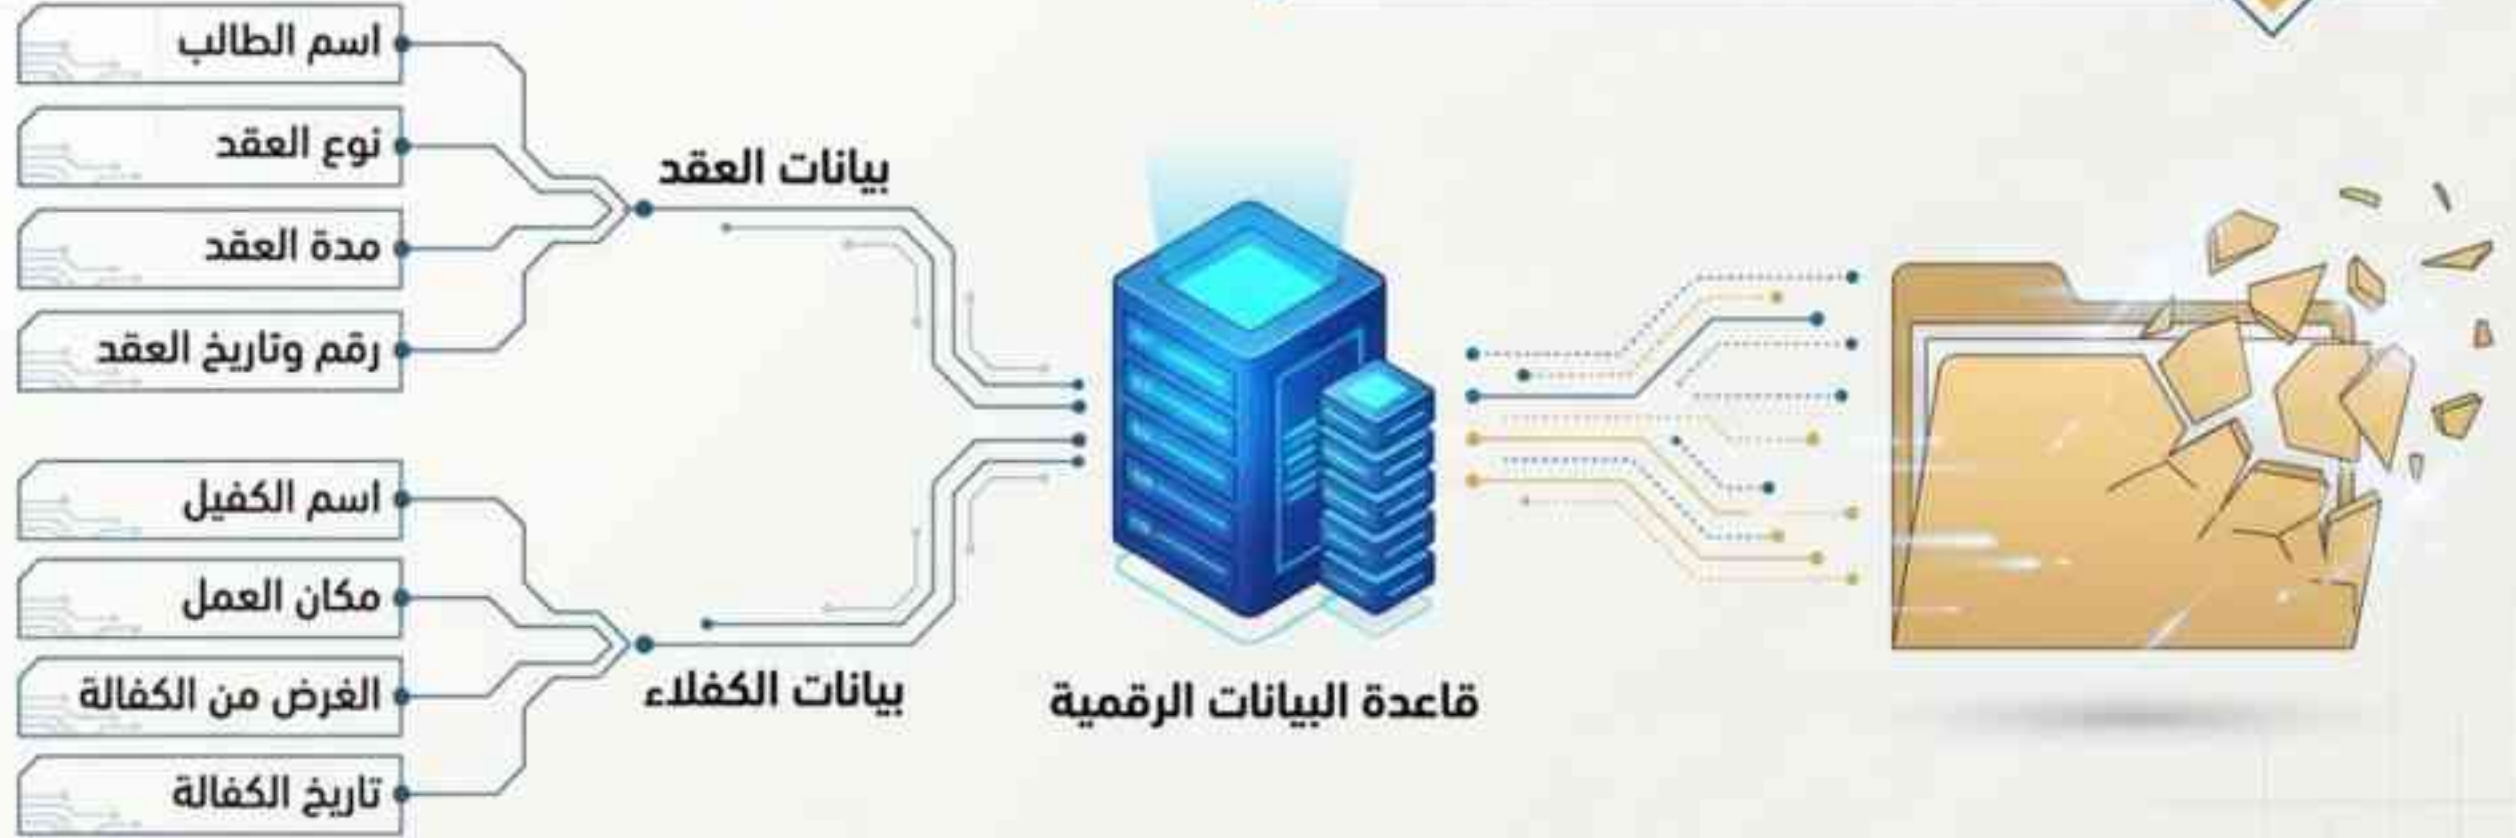 قاعدة البيانات الرقمية
بيانات العقد
اسم الطالب
نوع العقد
مدة العقد
رقم وتاريخ العقد
بيانات الكفلاء
اسم الكفيل
مكان العمل
الغرض من الكفالة
تاريخ الكفالة